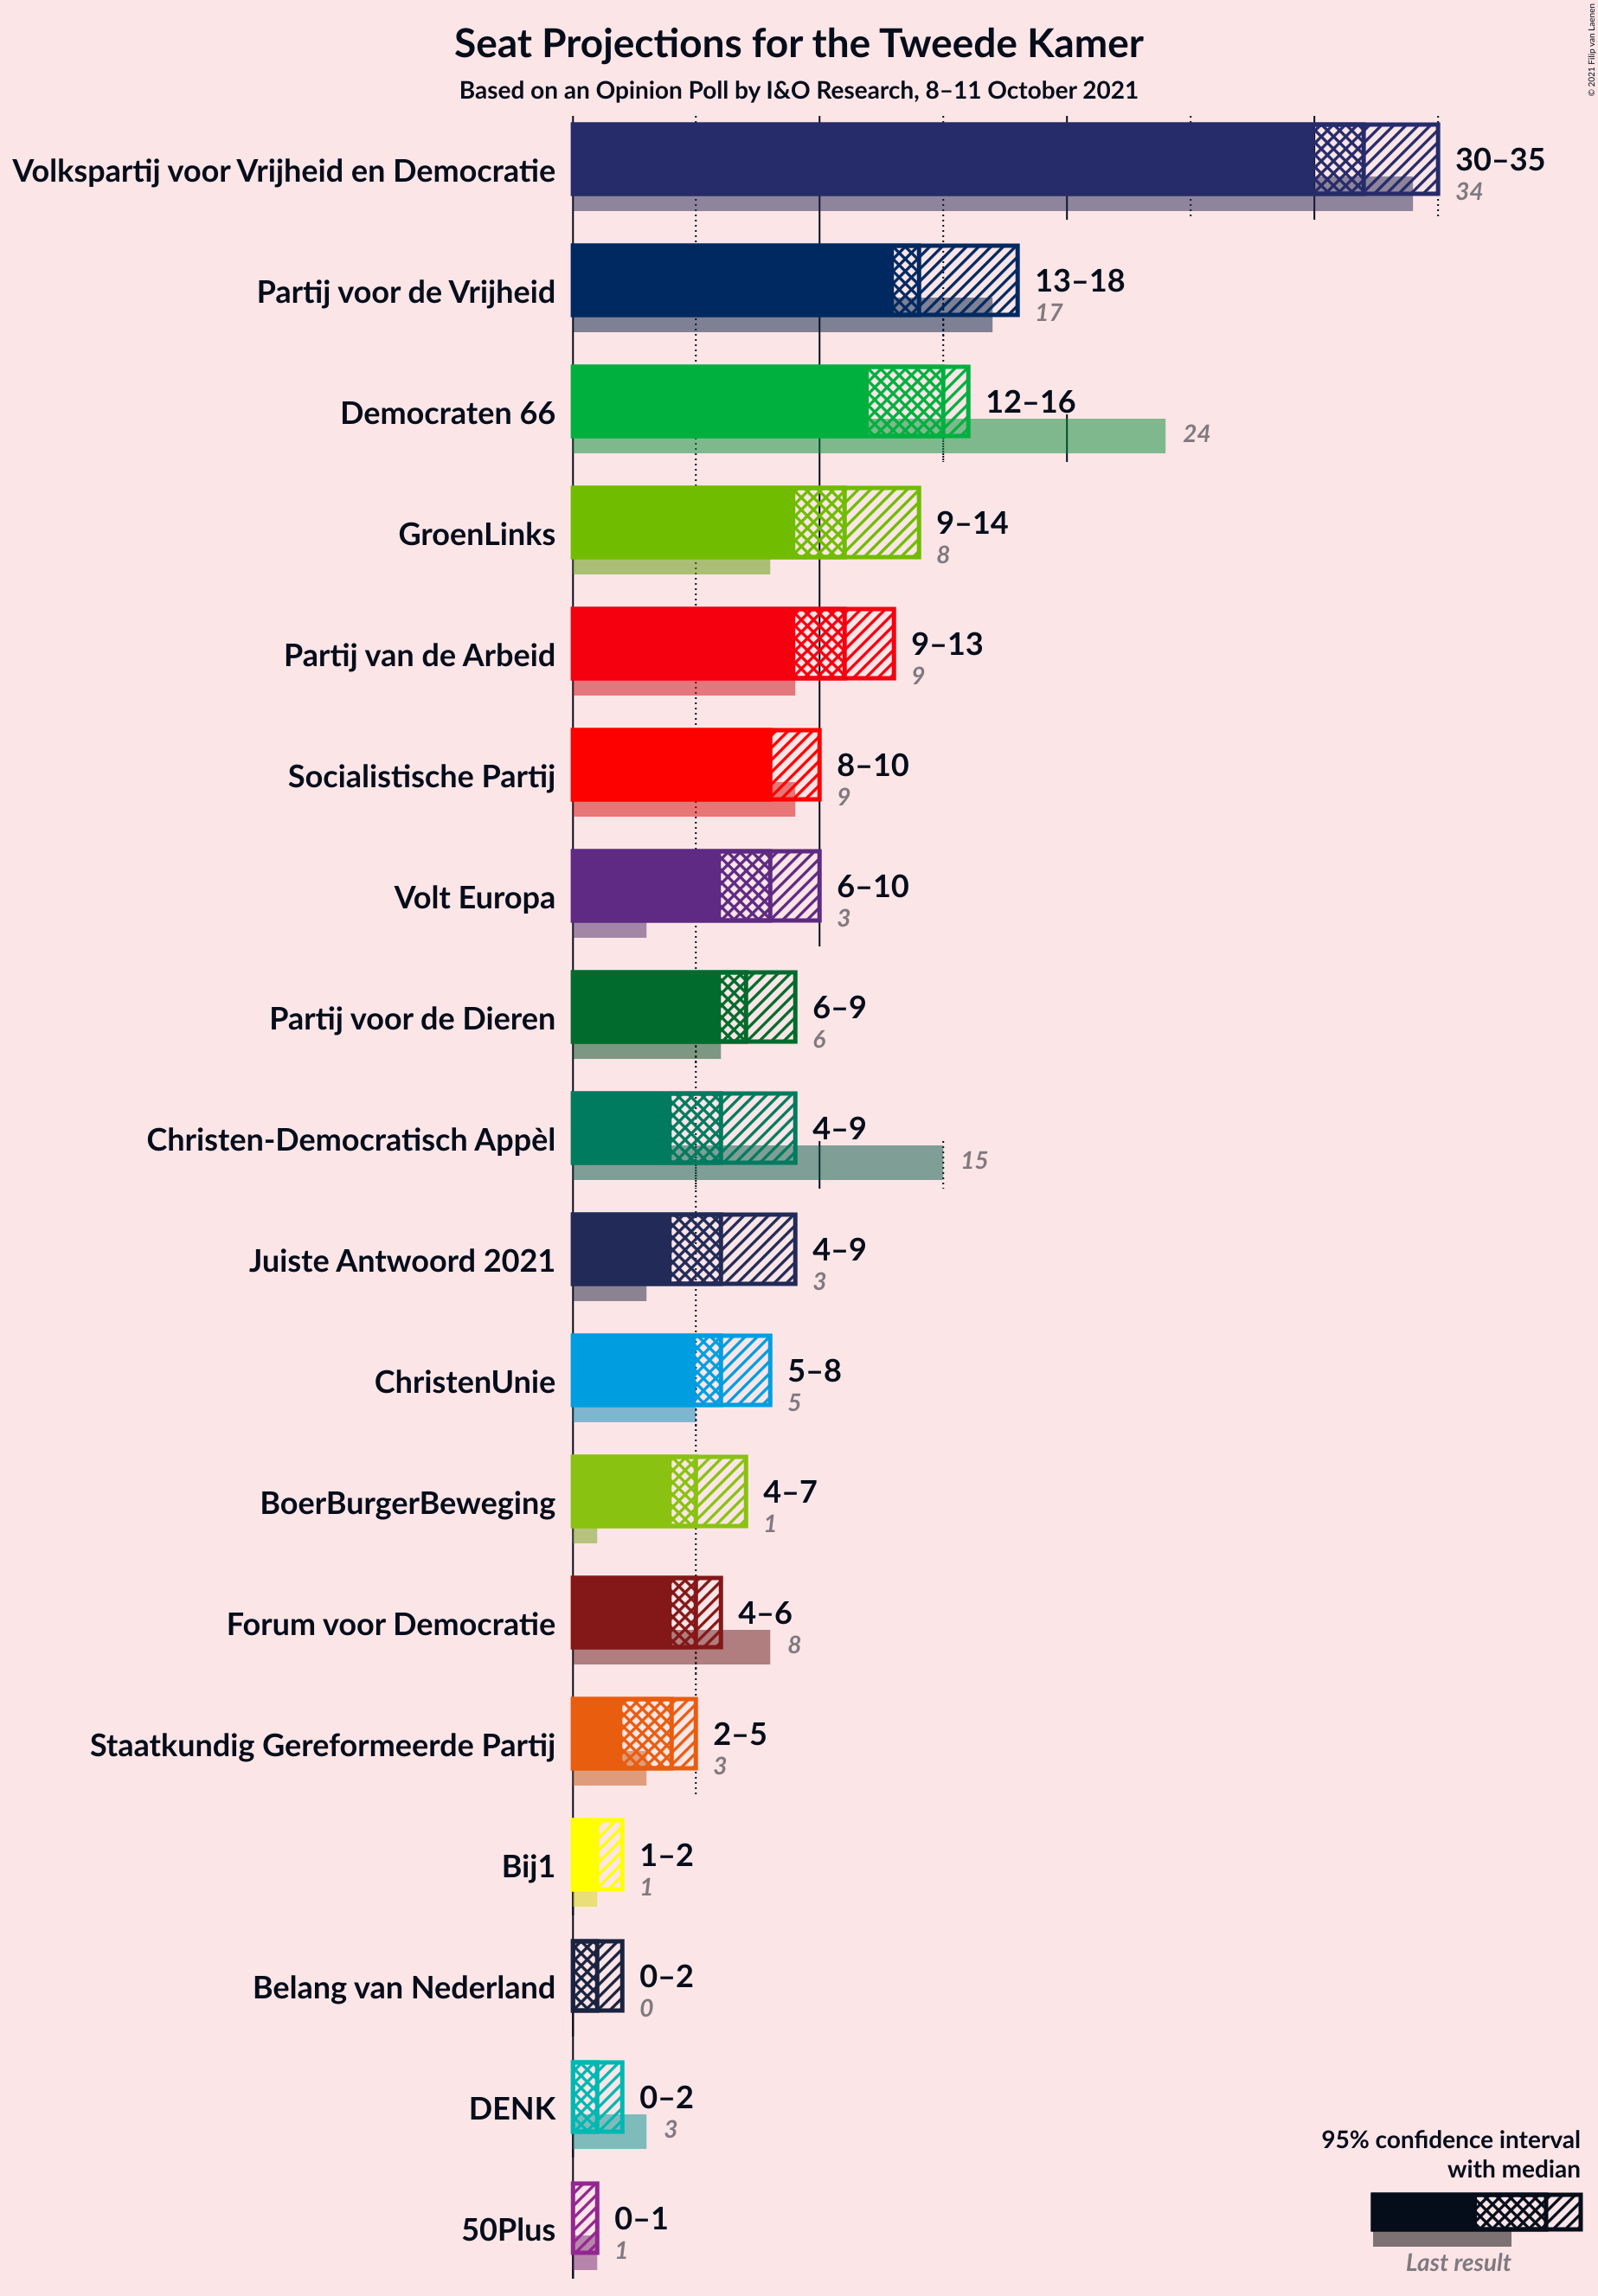 Seat Projections for the Tweede Kamer
Based on an Opinion Poll by I&O Research, 8–11 October 2021
© 2021 Filip van Laenen
Volkspartij voor Vrijheid en Democratie
30–35
34
Partij voor de Vrijheid
13–18
17
Democraten 66
12–16
24
GroenLinks
9–14
8
Partij van de Arbeid
9–13
9
Socialistische Partij
8–10
9
Volt Europa
6–10
3
Partij voor de Dieren
6–9
6
Christen-Democratisch Appèl
4–9
15
Juiste Antwoord 2021
4–9
3
ChristenUnie
5–8
5
BoerBurgerBeweging
4–7
1
Forum voor Democratie
4–6
8
Staatkundig Gereformeerde Partij
2–5
3
Bij1
1–2
1
Belang van Nederland
0–2
0
DENK
0–2
3
50Plus
0–1
1
95% confidence interval
with median
Last result